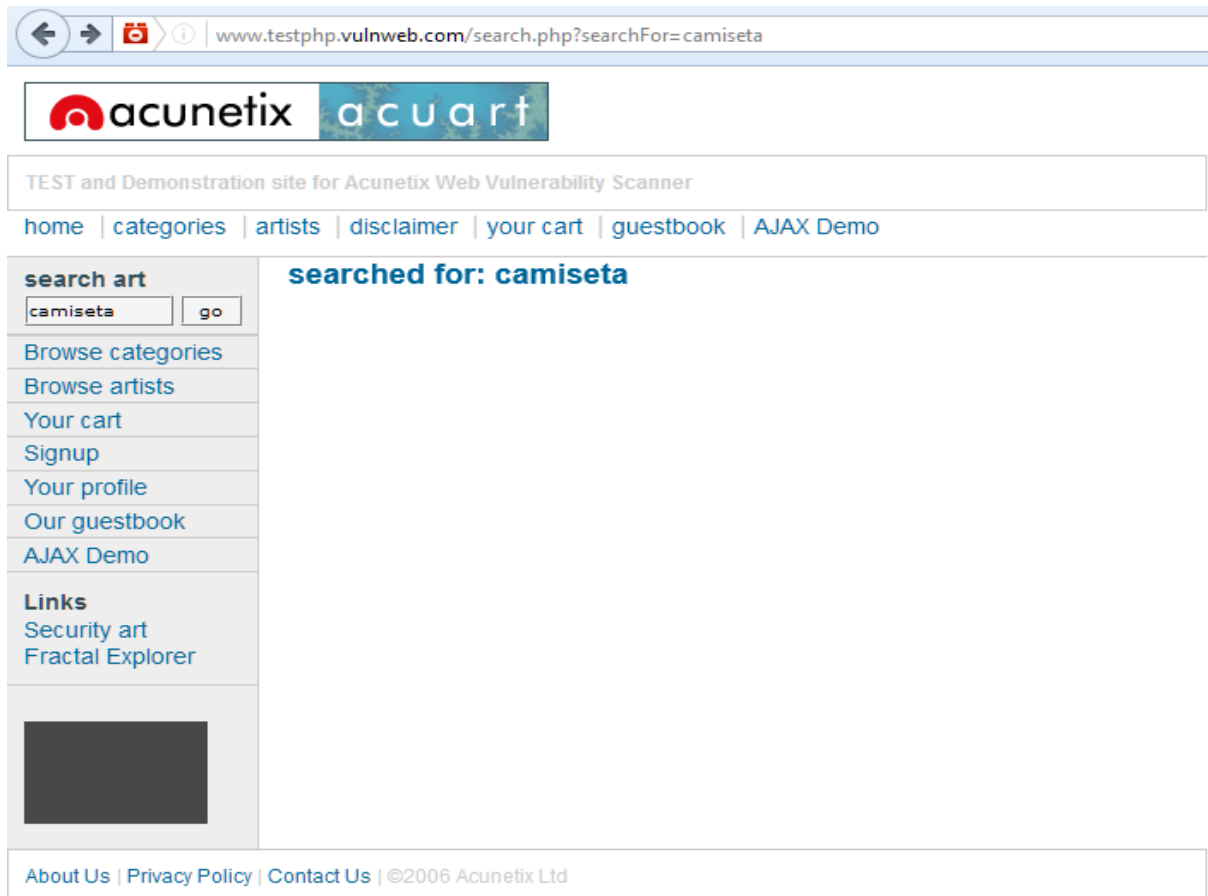 www.testphp.vulnweb.com/search.php?searchFor=camiseta
acunetix acuart
TEST and Demonstration site for Acunetix Web Vulnerability Scanner
home | categories | artists | disclaimer | your cart | guestbook | AJAX Demo
search art
camiseta go
Browse categories
Browse artists
Your cart
Signup
Your profile
Our guestbook
AJAX Demo
Links
Security art
Fractal Explorer
searched for: camiseta
About Us | Privacy Policy | Contact Us | ©2006 Acunetix Ltd